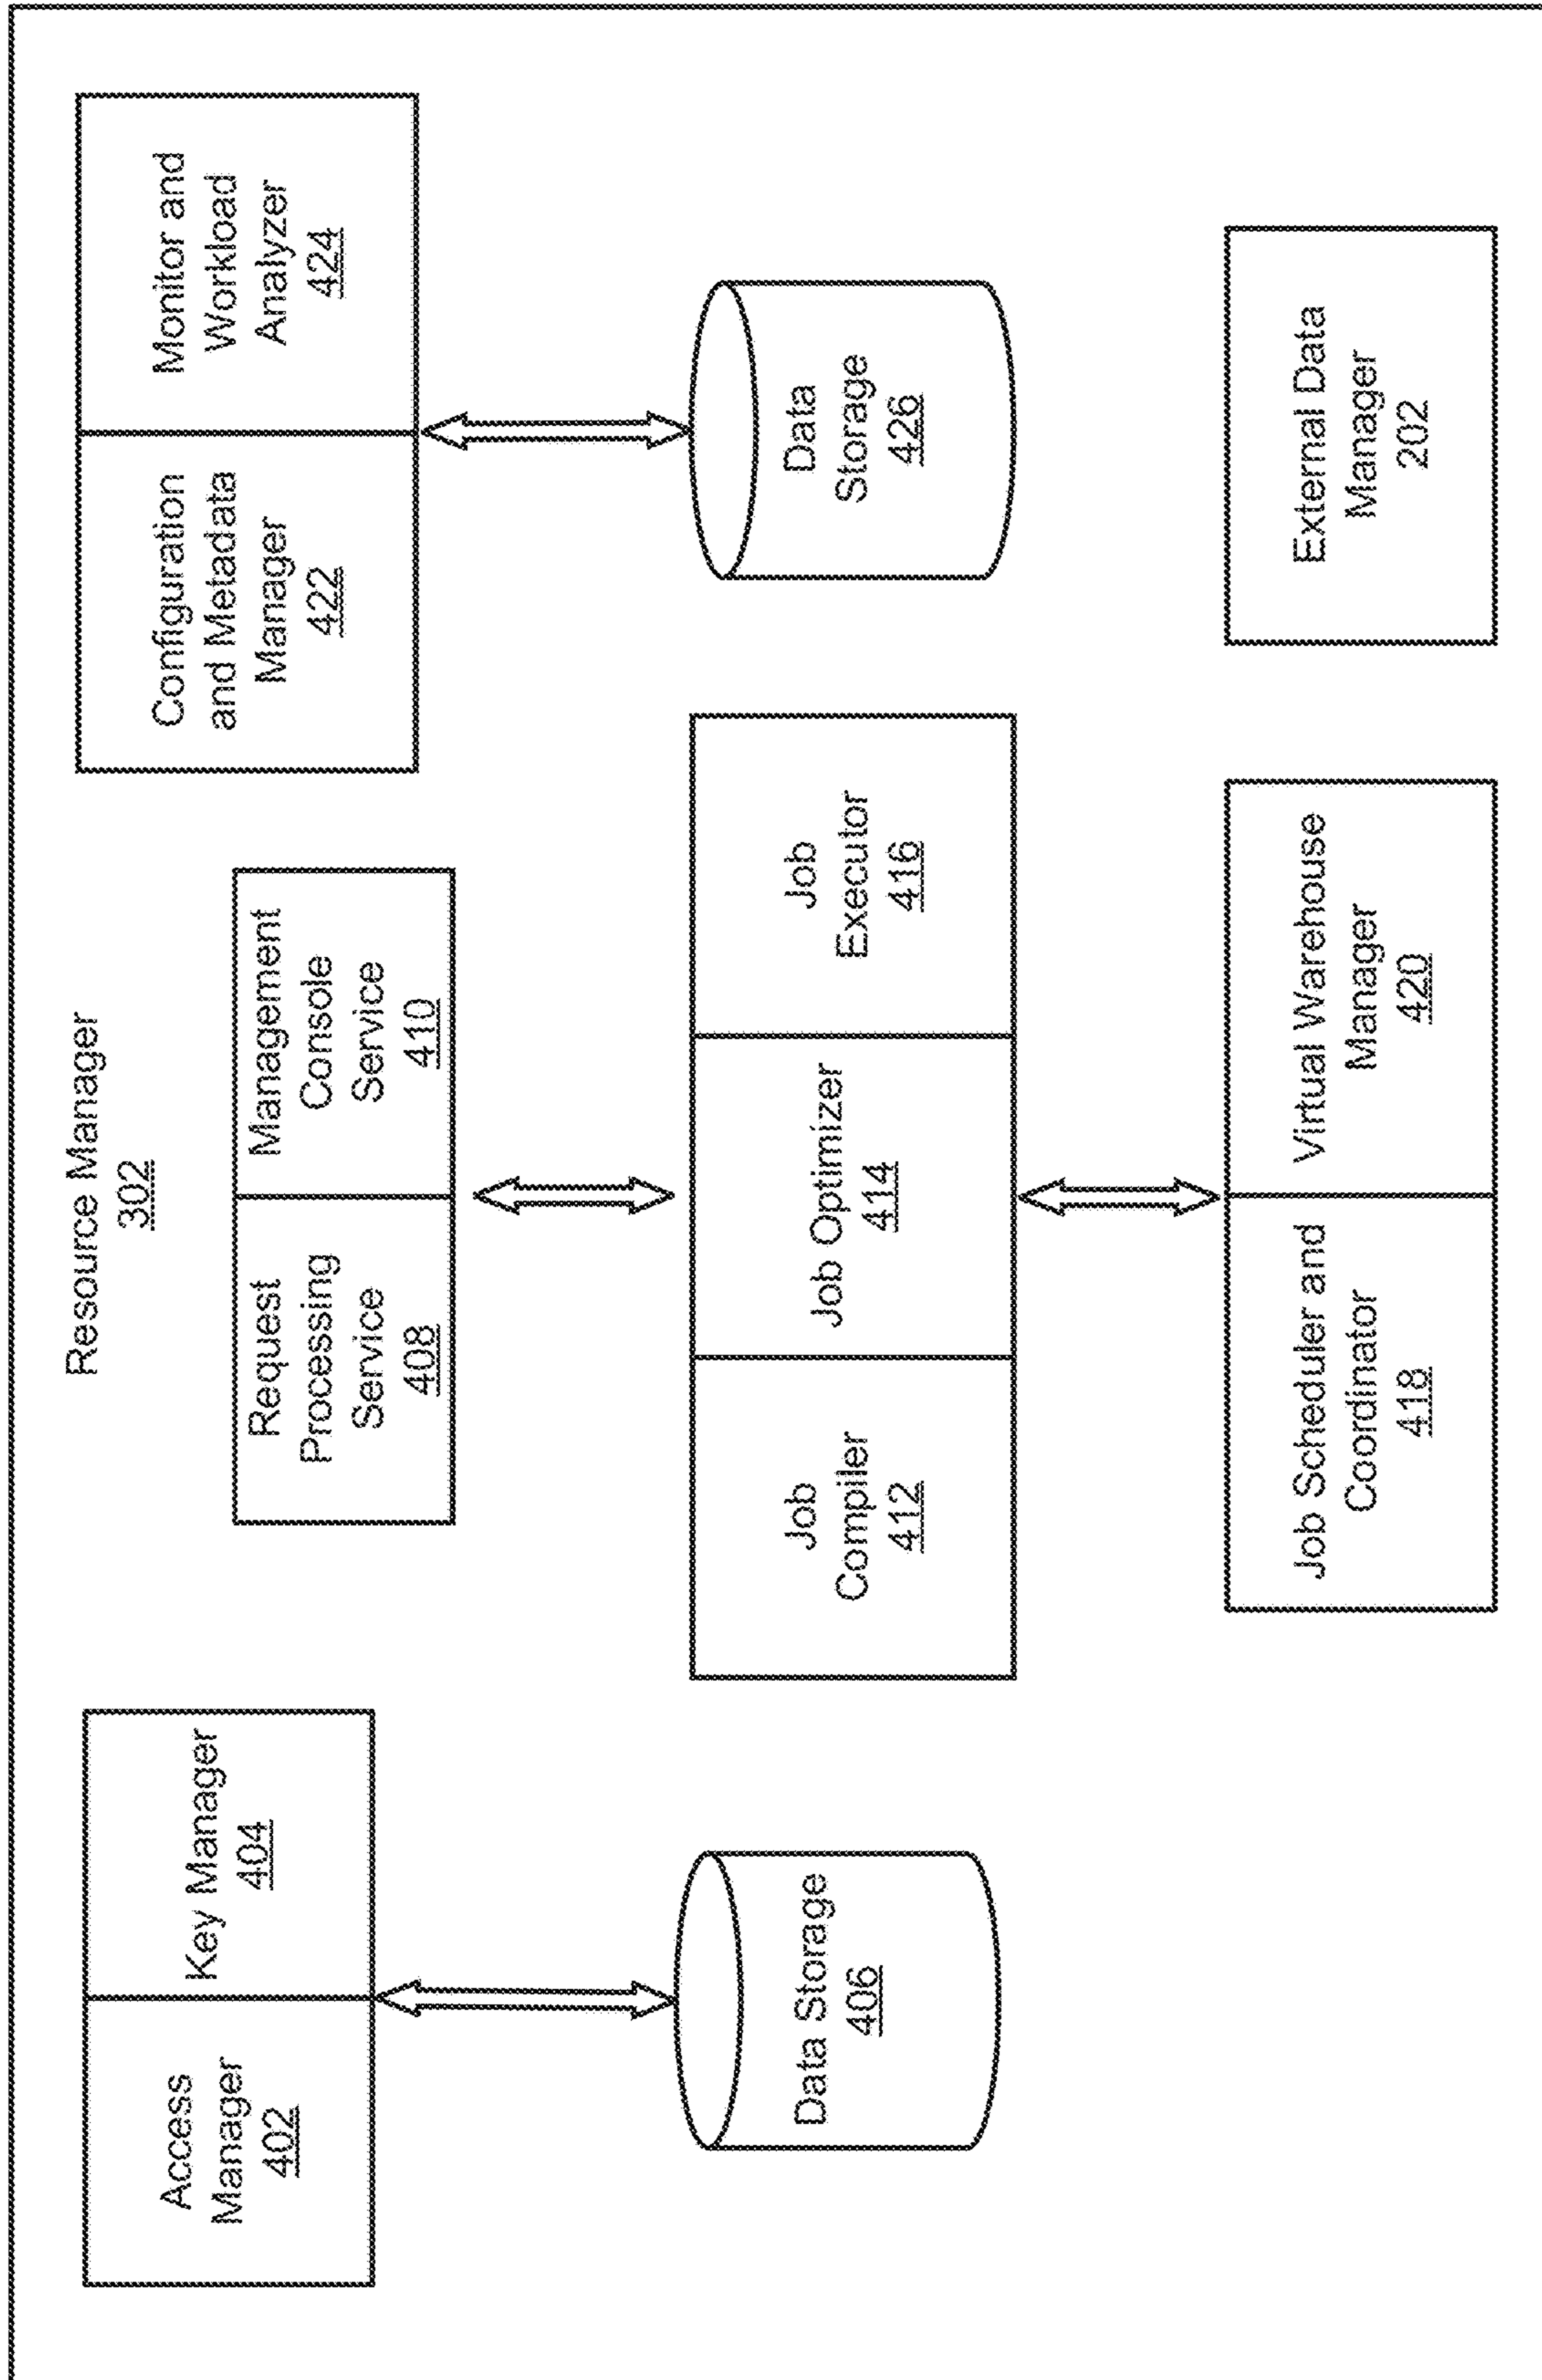 Resource Manager
302
Access
Manager
402
Key Manager
404
Data Storage
406
Request
Processing
Service
408
Management
Console
Service
410
Job
Compiler
412
Job Optimizer
414
Job
Executor
416
Job Scheduler and
Coordinator
418
Virtual Warehouse
Manager
420
Configuration
and Metadata
Manager
422
Monitor and
Workload
Analyzer
424
Data
Storage
426
External Data
Manager
202